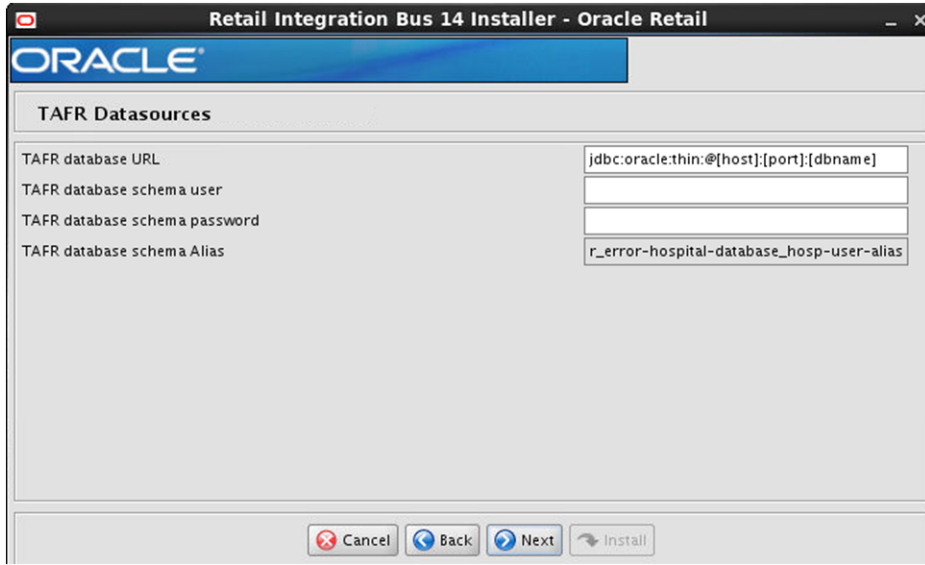 Retail Integration Bus 14 Installer - Oracle Retail
ORACLE®
TAFR Datasources
TAFR database URL jdbc:oracle:thin:@[host]:[port]:[dbname]
TAFR database schema user
TAFR database schema password
TAFR database schema Alias r_error-hospital-database_hosp-user-alias
Cancel Back Next Install